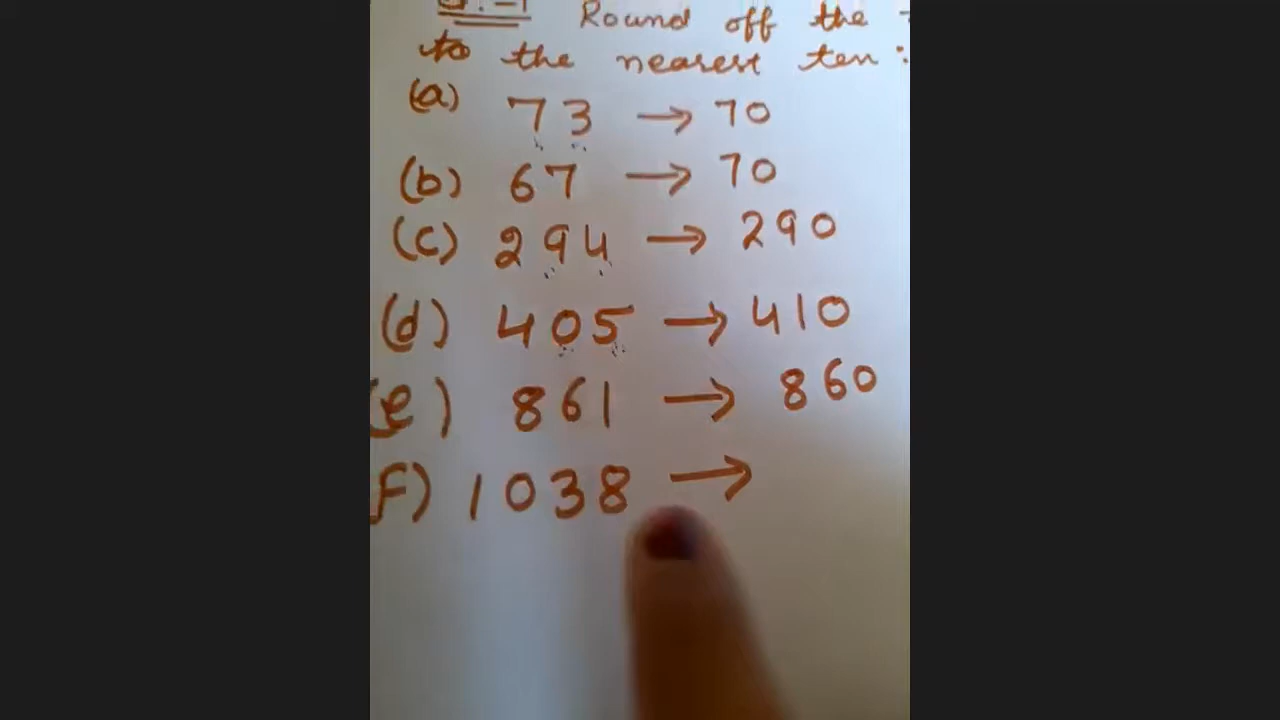 Round off the
to the nearest ten :
(a) 73 → 70
(b) 67 → 70
(c) 294 → 290
(d) 405 → 410
(e) 861 → 860
F) 1038 →